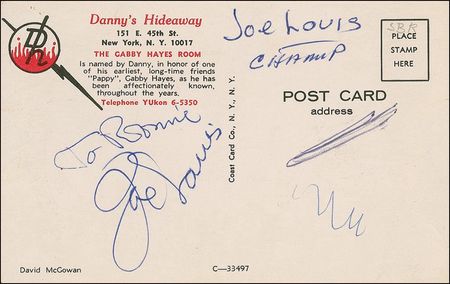 Danny's Hideaway
151 E. 45th St.
New York, N. Y. 10017
THE GABBY HAYES ROOM
Is named by Danny, in honor of one
of his earliest, long-time friends
"Pappy", Gabby Hayes, as he has
been affectionately known,
throughout the years.
Telephone YUkon 6-5350
DH
To Bonnie
Joe Louis
David McGowan
Coast Card Co., N. Y., N. Y.
C—33497
Joe Louis
CHAMP
POST CARD
address
SRR
PLACE
STAMP
HERE